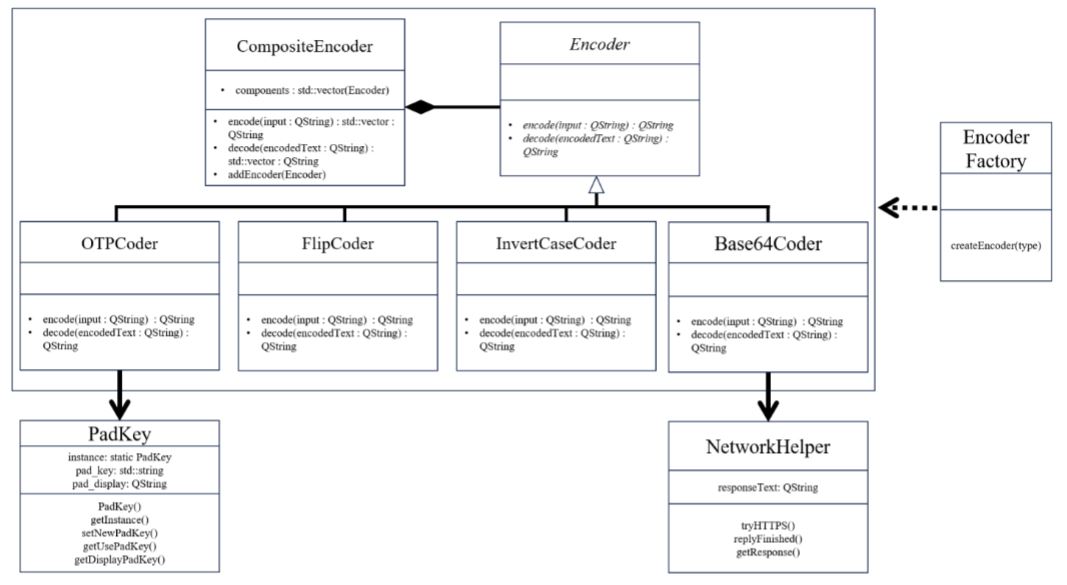 CompositeEncoder
• components : std::vector(Encoder)
• encode(input : QString) : std::vector :
QString
• decode(encodedText : QString) :
std::vector : QString
• addEncoder(Encoder)
Encoder
• encode(input : QString) : QString
• decode(encodedText : QString) :
QString
Encoder
Factory
createEncoder(type)
OTPCoder
• encode(input : QString) : QString
• decode(encodedText : QString) :
QString
FlipCoder
• encode(input : QString) : QString
• decode(encodedText : QString) :
QString
InvertCaseCoder
• encode(input : QString) : QString
• decode(encodedText : QString) :
QString
Base64Coder
• encode(input : QString) : QString
• decode(encodedText : QString) :
QString
PadKey
instance: static PadKey
pad_key: std::string
pad_display: QString
PadKey()
getInstance()
setNewPadKey()
getUsePadKey()
getDisplayPadKey()
NetworkHelper
responseText: QString
tryHTTPS()
replyFinished()
getResponse()